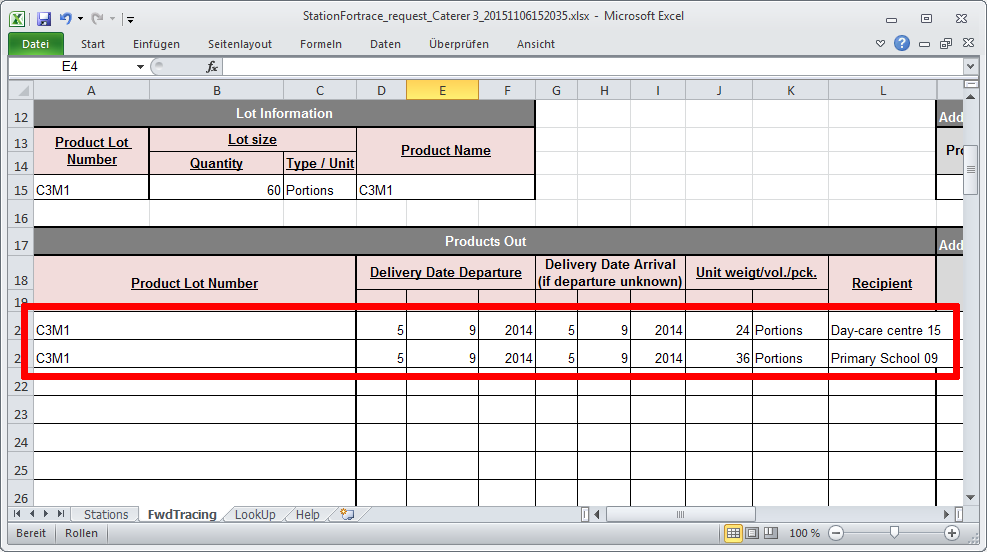 StationFortrace_request_Caterer 3_20151106152035.xlsx - Microsoft Excel
Datei Start Einfügen Seitenlayout Formeln Daten Überprüfen Ansicht
E4 fx
A B C D E F G H I J K L
12 Lot Information Add
13 Product Lot Number Lot size Product Name Pro
14 Quantity Type / Unit
15 C3M1 60 Portions C3M1
16
17 Products Out Add
18 Product Lot Number Delivery Date Departure Delivery Date Arrival (if departure unknown) Unit weigt/vol./pck. Recipient
19
C3M1 5 9 2014 5 9 2014 24 Portions Day-care centre 15
C3M1 5 9 2014 5 9 2014 36 Portions Primary School 09
22
23
24
25
26
Stations FwdTracing LookUp Help
Bereit Rollen 100 %